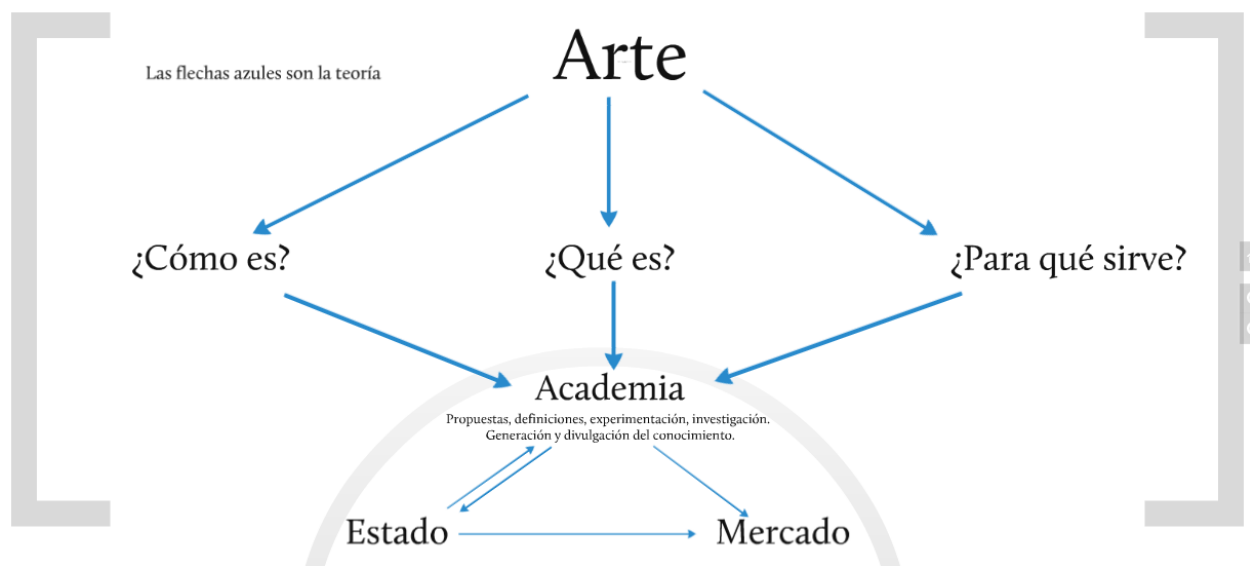 Arte
Las flechas azules son la teoría
¿Cómo es?
¿Qué es?
¿Para qué sirve?
Academia
Propuestas, definiciones, experimentación, investigación.
Generación y divulgación del conocimiento.
Estado
Mercado